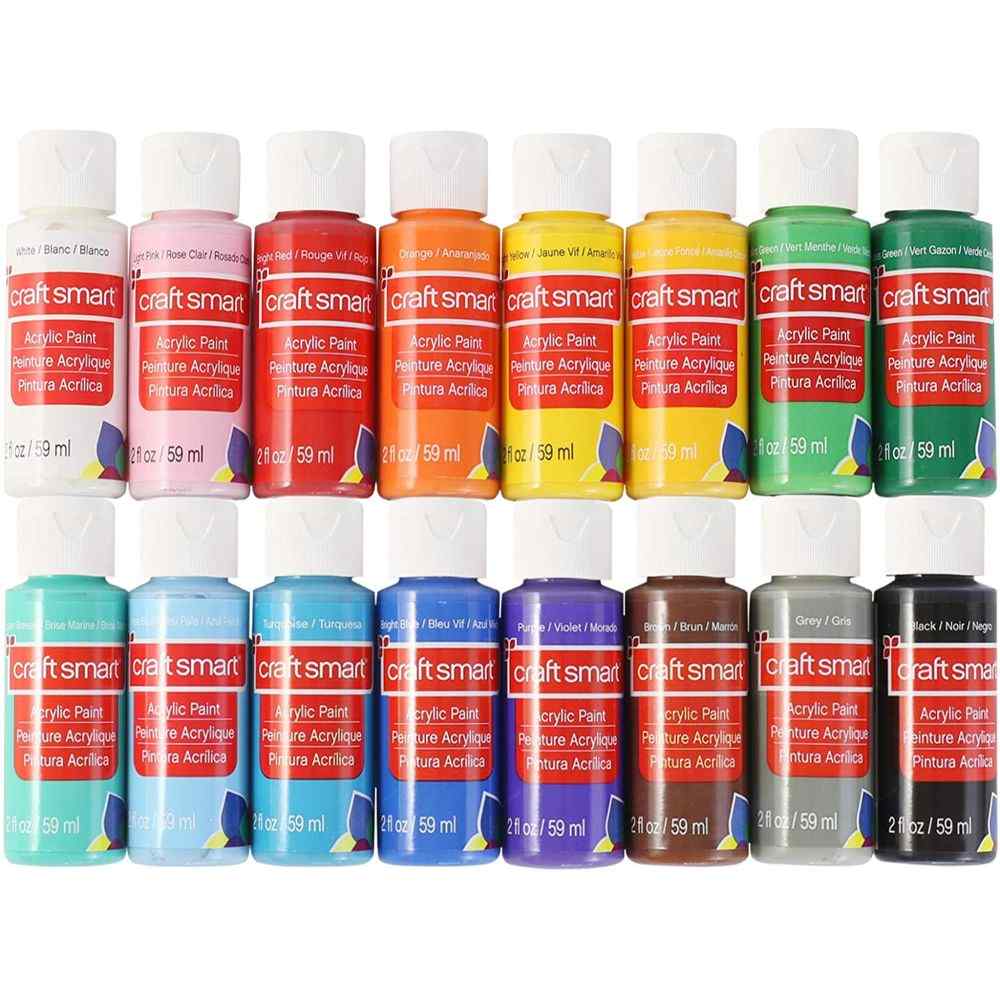 White / Blanc / Blanco
craft smart®
Acrylic Paint
Peinture Acrylique
Pintura Acrílica
2 fl oz / 59 ml
Light Pink / Rose Clair / Rosado
craft smart®
Acrylic Paint
Peinture Acrylique
Pintura Acrílica
2 fl oz / 59 ml
Bright Red / Rouge Vif / Rojo
craft smart®
Acrylic Paint
Peinture Acrylique
Pintura Acrílica
2 fl oz / 59 ml
Orange / Anaranjado
craft smart®
Acrylic Paint
Peinture Acrylique
Pintura Acrílica
2 fl oz / 59 ml
Yellow / Jaune Vif / Amarillo
craft smart®
Acrylic Paint
Peinture Acrylique
Pintura Acrílica
2 fl oz / 59 ml
Jaune Foncé / Amarillo
craft smart®
Acrylic Paint
Peinture Acrylique
Pintura Acrílica
2 fl oz / 59 ml
Green / Vert Menthe / Verde
craft smart®
Acrylic Paint
Peinture Acrylique
Pintura Acrílica
2 fl oz / 59 ml
Green / Vert Gazon / Verde
craft smart®
Acrylic Paint
Peinture Acrylique
Pintura Acrílica
2 fl oz / 59 ml
/ Brise Marine /
craft smart®
Acrylic Paint
Peinture Acrylique
Pintura Acrílica
2 fl oz / 59 ml
Pale / Azul
craft smart®
Acrylic Paint
Peinture Acrylique
Pintura Acrílica
2 fl oz / 59 ml
Turquoise / Turquesa
craft smart®
Acrylic Paint
Peinture Acrylique
Pintura Acrílica
2 fl oz / 59 ml
Bright Blue / Bleu Vif / Azul
craft smart®
Acrylic Paint
Peinture Acrylique
Pintura Acrílica
2 fl oz / 59 ml
Purple / Violet / Morado
craft smart®
Acrylic Paint
Peinture Acrylique
Pintura Acrílica
2 fl oz / 59 ml
Brown / Brun / Marrón
craft smart®
Acrylic Paint
Peinture Acrylique
Pintura Acrílica
2 fl oz / 59 ml
Grey / Gris
craft smart®
Acrylic Paint
Peinture Acrylique
Pintura Acrílica
2 fl oz / 59 ml
Black / Noir / Negro
craft smart
Acrylic Paint
Peinture Acrylique
Pintura Acrílica
2 fl oz / 59 ml